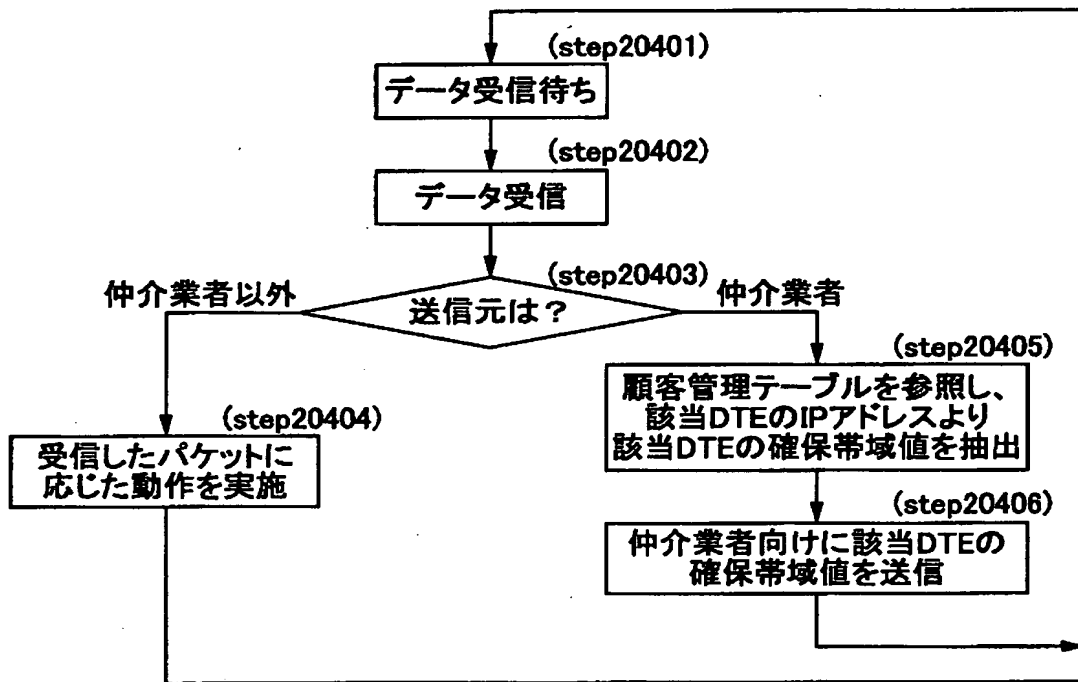 (step20401)
データ受信待ち
(step20402)
データ受信
(step20403)
仲介業者以外
送信元は？
仲介業者
(step20404)
受信したパケットに
応じた動作を実施
(step20405)
顧客管理テーブルを参照し、
該当DTEのIPアドレスより
該当DTEの確保帯域値を抽出
(step20406)
仲介業者向けに該当DTEの
確保帯域値を送信